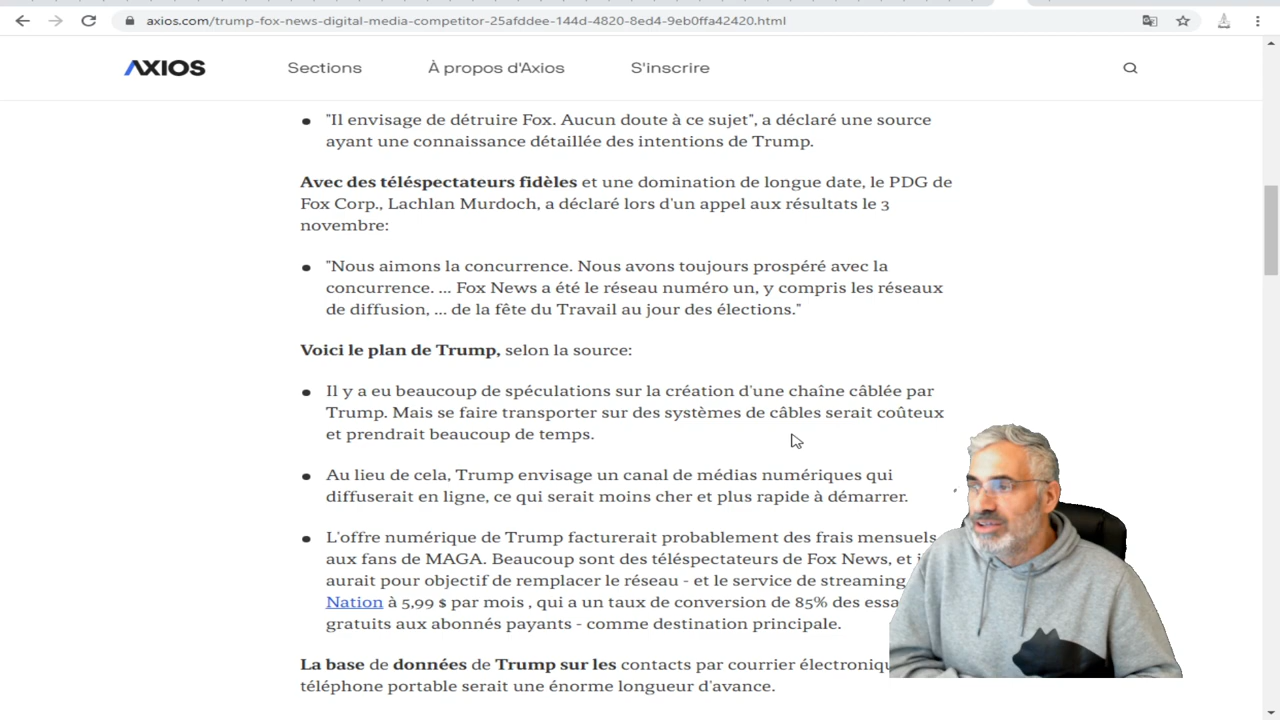 axios.com/trump-fox-news-digital-media-competitor-25afddee-144d-4820-8ed4-9eb0ffa42420.html
AXIOS
Sections
À propos d'Axios
S'inscrire
"Il envisage de détruire Fox. Aucun doute à ce sujet", a déclaré une source
ayant une connaissance détaillée des intentions de Trump.
Avec des téléspectateurs fidèles et une domination de longue date, le PDG de
Fox Corp., Lachlan Murdoch, a déclaré lors d'un appel aux résultats le 3
novembre:
"Nous aimons la concurrence. Nous avons toujours prospéré avec la
concurrence. ... Fox News a été le réseau numéro un, y compris les réseaux
de diffusion, ... de la fête du Travail au jour des élections."
Voici le plan de Trump, selon la source:
Il y a eu beaucoup de spéculations sur la création d'une chaîne câblée par
Trump. Mais se faire transporter sur des systèmes de câbles serait coûteux
et prendrait beaucoup de temps.
Au lieu de cela, Trump envisage un canal de médias numériques qui
diffuserait en ligne, ce qui serait moins cher et plus rapide à démarrer.
L'offre numérique de Trump facturerait probablement des frais mensuels
aux fans de MAGA. Beaucoup sont des téléspectateurs de Fox News, et
aurait pour objectif de remplacer le réseau - et le service de streaming
Nation à 5,99 $ par mois , qui a un taux de conversion de 85% des
gratuits aux abonnés payants - comme destination principale.
La base de données de Trump sur les contacts par courrier
téléphone portable serait une énorme longueur d'avance.